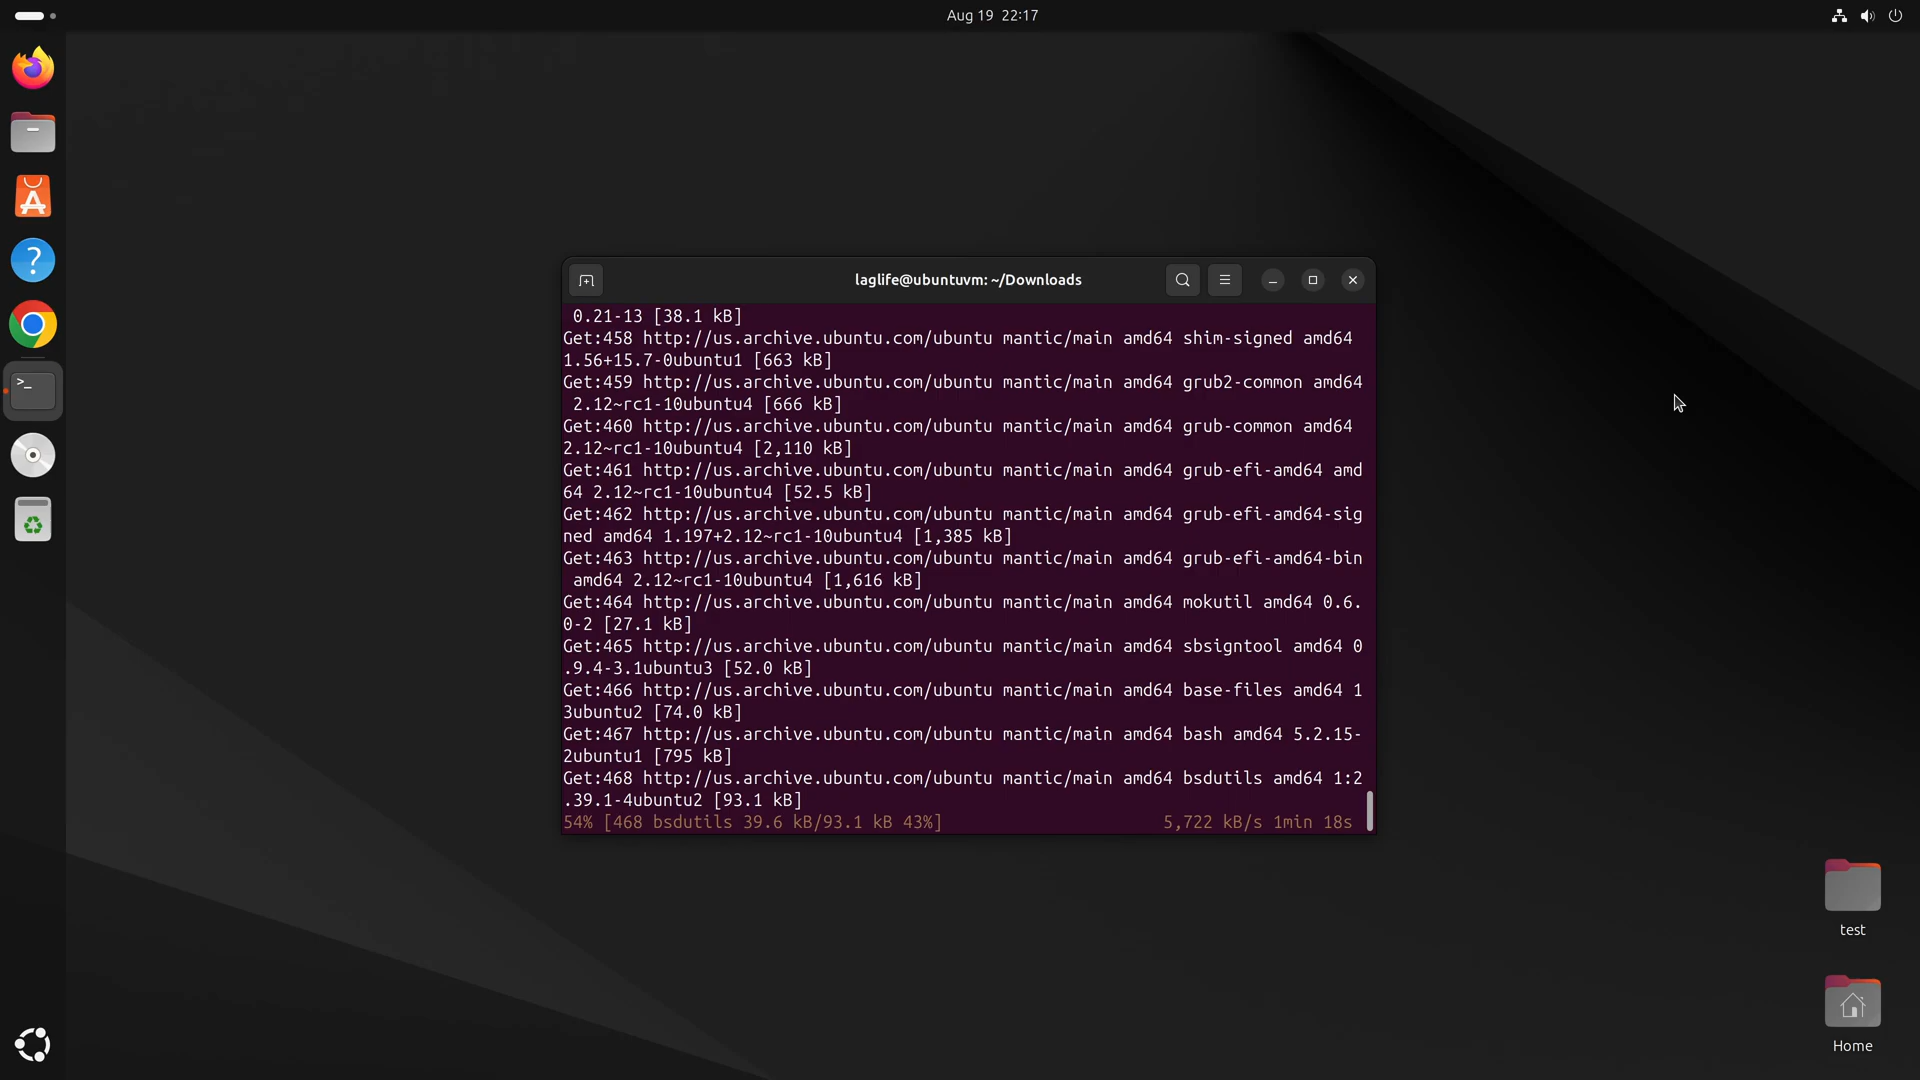 Aug 19 22:17
laglife@ubuntuvm: ~/Downloads
0.21-13 [38.1 kB]
Get:458 http://us.archive.ubuntu.com/ubuntu mantic/main amd64 shim-signed amd64
1.56+15.7-0ubuntu1 [663 kB]
Get:459 http://us.archive.ubuntu.com/ubuntu mantic/main amd64 grub2-common amd64
2.12~rc1-10ubuntu4 [666 kB]
Get:460 http://us.archive.ubuntu.com/ubuntu mantic/main amd64 grub-common amd64
2.12~rc1-10ubuntu4 [2,110 kB]
Get:461 http://us.archive.ubuntu.com/ubuntu mantic/main amd64 grub-efi-amd64 amd
64 2.12~rc1-10ubuntu4 [52.5 kB]
Get:462 http://us.archive.ubuntu.com/ubuntu mantic/main amd64 grub-efi-amd64-sig
ned amd64 1.197+2.12~rc1-10ubuntu4 [1,385 kB]
Get:463 http://us.archive.ubuntu.com/ubuntu mantic/main amd64 grub-efi-amd64-bin
amd64 2.12~rc1-10ubuntu4 [1,616 kB]
Get:464 http://us.archive.ubuntu.com/ubuntu mantic/main amd64 mokutil amd64 0.6.
0-2 [27.1 kB]
Get:465 http://us.archive.ubuntu.com/ubuntu mantic/main amd64 sbsigntool amd64 0
.9.4-3.1ubuntu3 [52.0 kB]
Get:466 http://us.archive.ubuntu.com/ubuntu mantic/main amd64 base-files amd64 1
3ubuntu2 [74.0 kB]
Get:467 http://us.archive.ubuntu.com/ubuntu mantic/main amd64 bash amd64 5.2.15-
2ubuntu1 [795 kB]
Get:468 http://us.archive.ubuntu.com/ubuntu mantic/main amd64 bsdutils amd64 1:2
.39.1-4ubuntu2 [93.1 kB]
54% [468 bsdutils 39.6 kB/93.1 kB 43%] 5,722 kB/s 1min 18s
test
Home